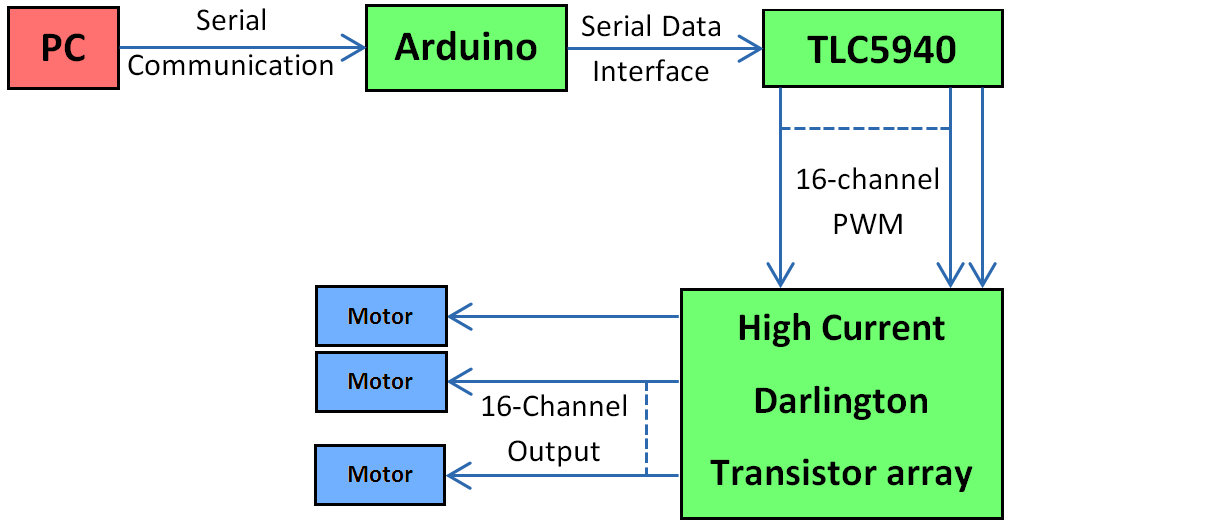 PC
Serial
Communication
Arduino
Serial Data
Interface
TLC5940
16-channel
PWM
Motor
Motor
Motor
16-Channel
Output
High Current
Darlington
Transistor array